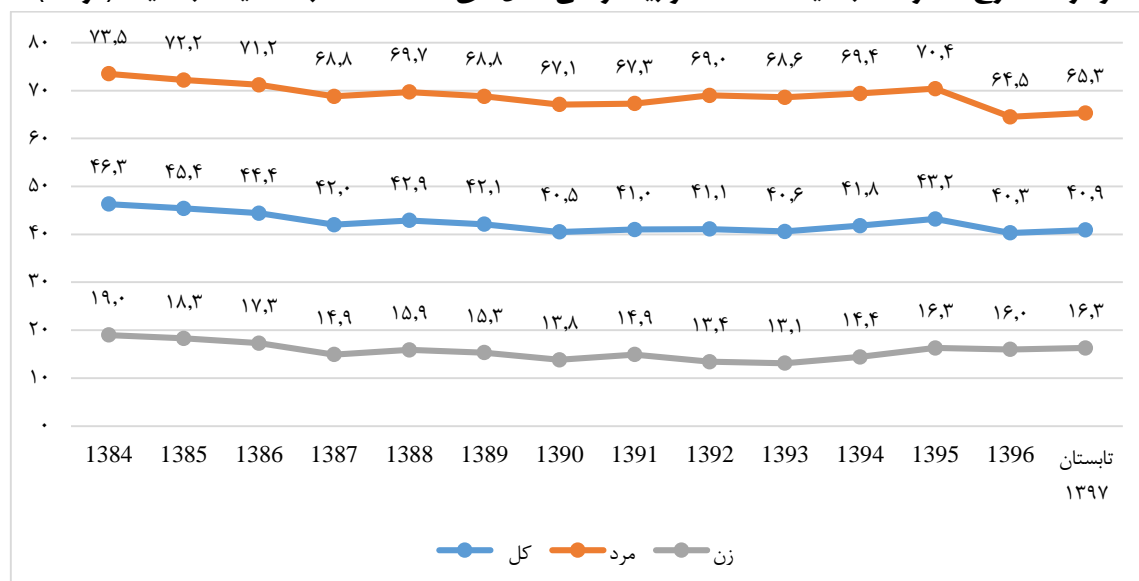 ۸۰
۷۰
۶۰
۵۰
۴۰
۳۰
۲۰
۱۰
۰
۷۳,۵ ۷۲,۲ ۷۱,۲ ۶۸,۸ ۶۹,۷ ۶۸,۸ ۶۷,۱ ۶۷,۳ ۶۹,۰ ۶۸,۶ ۶۹,۴ ۷۰,۴ ۶۴,۵ ۶۵,۳
۴۶,۳ ۴۵,۴ ۴۴,۴ ۴۲,۰ ۴۲,۹ ۴۲,۱ ۴۰,۵ ۴۱,۰ ۴۱,۱ ۴۰,۶ ۴۱,۸ ۴۳,۲ ۴۰,۳ ۴۰,۹
۱۹,۰ ۱۸,۳ ۱۷,۳ ۱۴,۹ ۱۵,۹ ۱۵,۳ ۱۳,۸ ۱۴,۹ ۱۳,۴ ۱۳,۱ ۱۴,۴ ۱۶,۳ ۱۶,۰ ۱۶,۳
1384 1385 1386 1387 1388 1389 1390 1391 1392 1393 1394 1395 1396 تابستان
۱۳۹۷
کل مرد زن